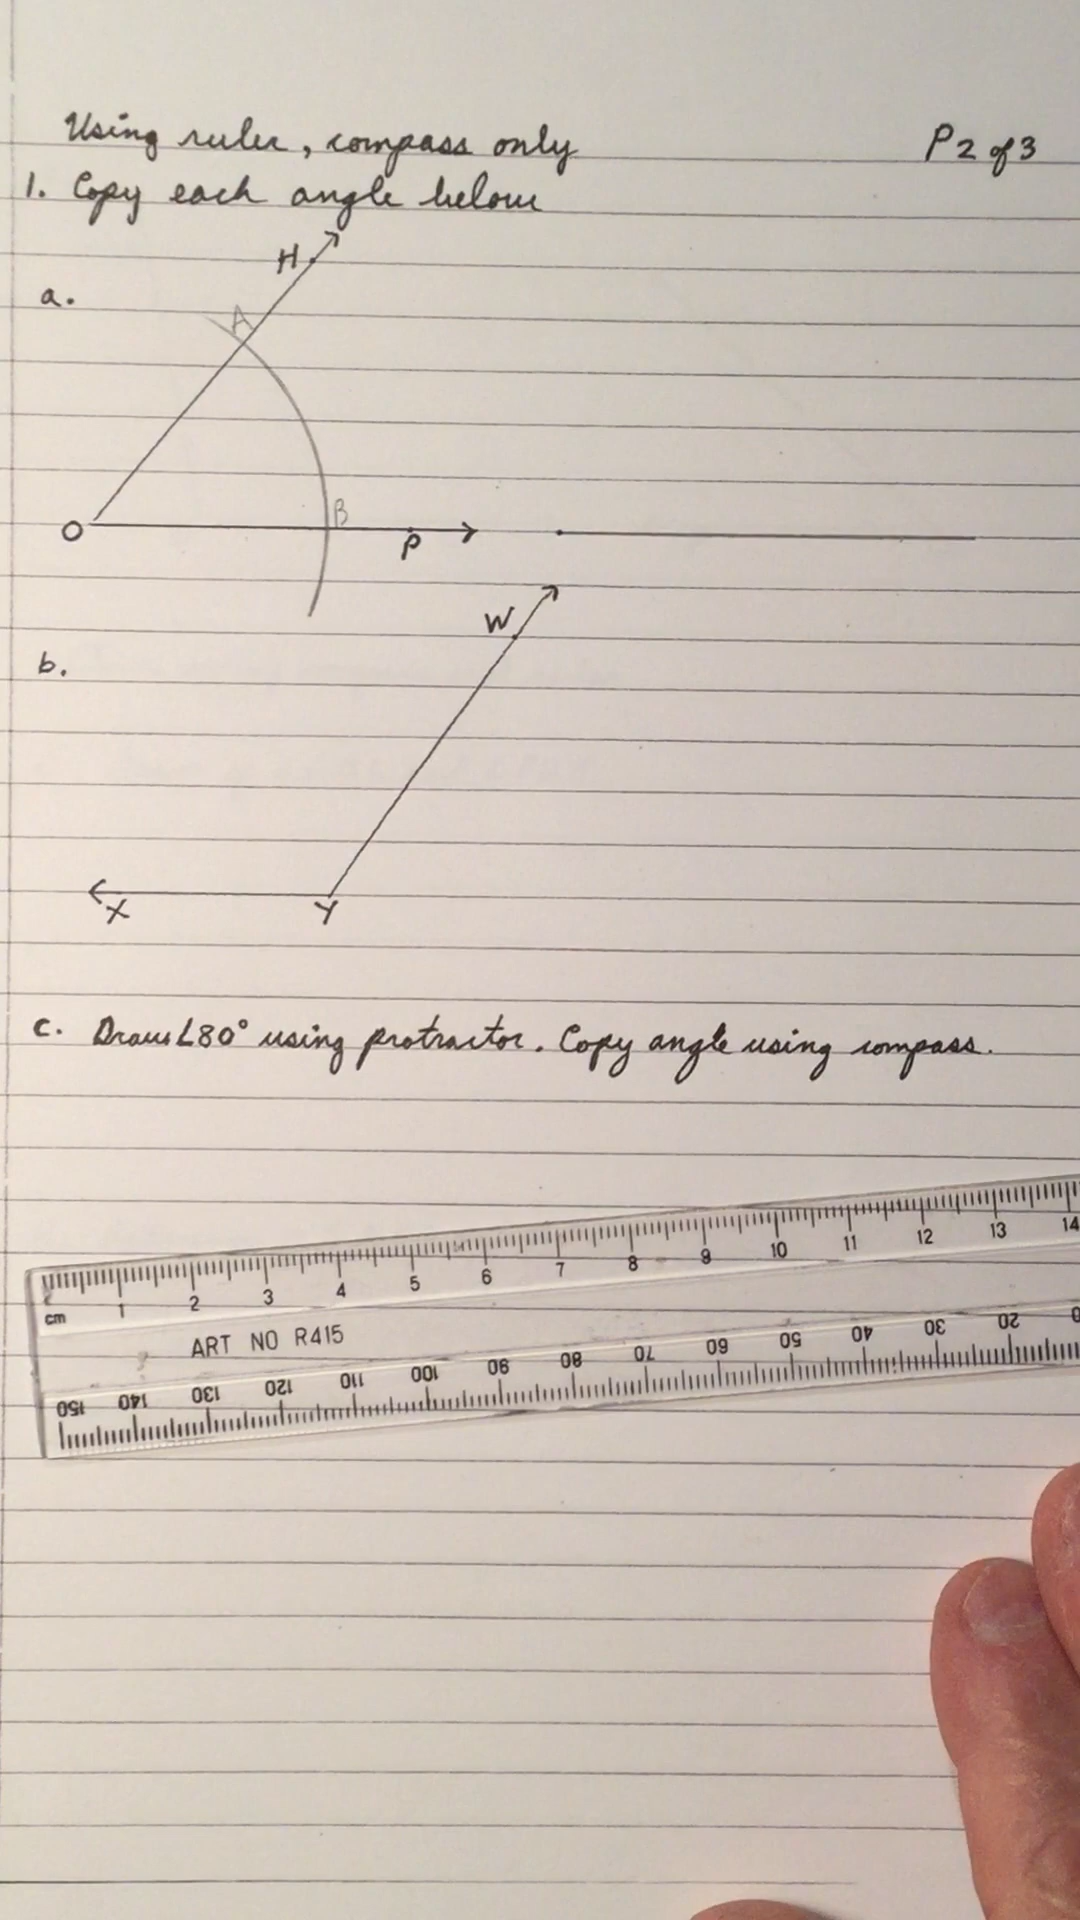 Using ruler, compass only
P 2 of 3
1. Copy each angle below
H
a.
A
B
O
P
W
b.
X
Y
c. Draw ∠80° using protractor. Copy angle using compass.
1 2 3 4 5 6 7 8 9 10 11 12 13 14
cm
ART NO R415
150 140 130 120 110 100 90 80 70 60 50 40 30 20